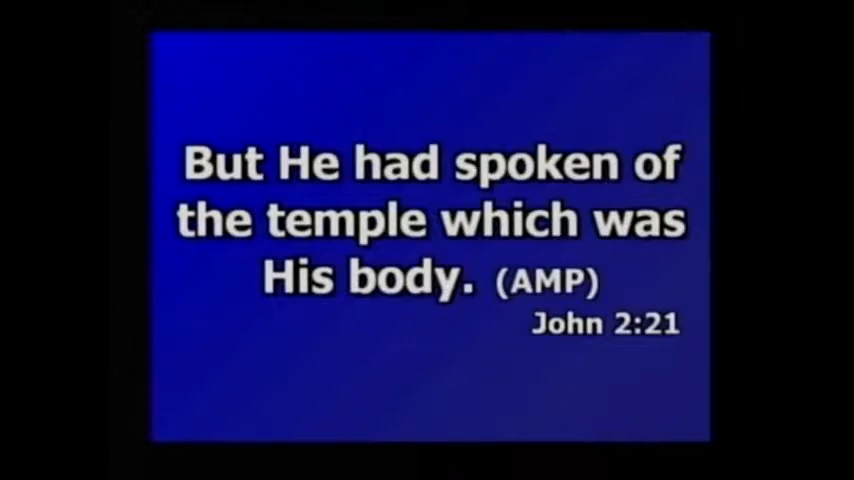 But He had spoken of
the temple which was
His body. (AMP)
John 2:21